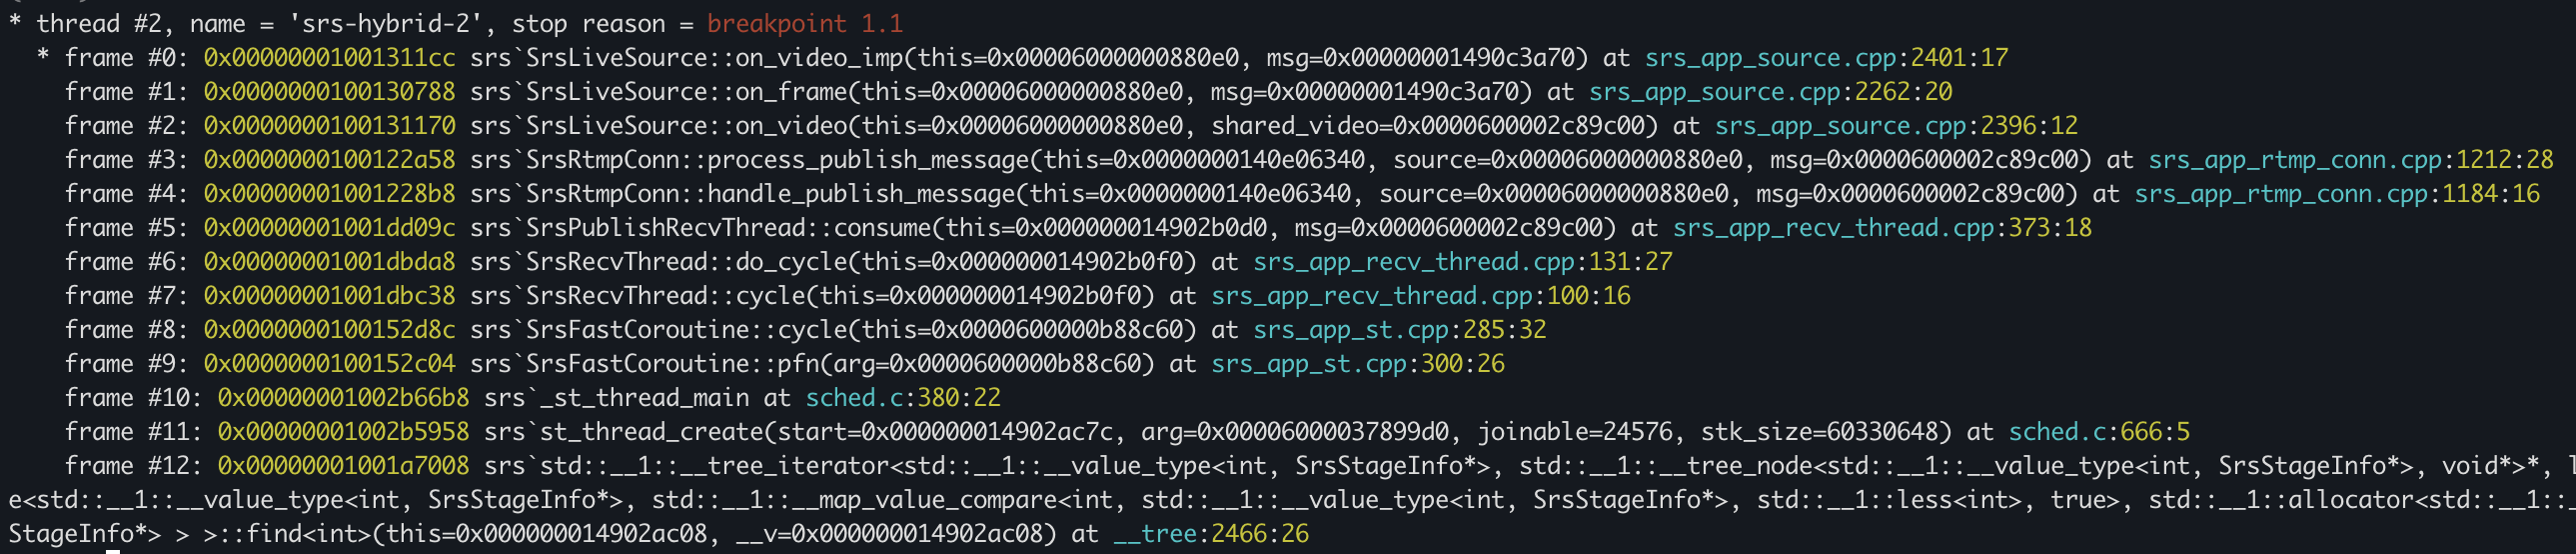 * thread #2, name = 'srs-hybrid-2', stop reason = breakpoint 1.1
* frame #0: 0x00000001001311cc srs`SrsLiveSource::on_video_imp(this=0x00006000000880e0, msg=0x00000001490c3a70) at srs_app_source.cpp:2401:17
frame #1: 0x0000000100130788 srs`SrsLiveSource::on_frame(this=0x00006000000880e0, msg=0x00000001490c3a70) at srs_app_source.cpp:2262:20
frame #2: 0x0000000100131170 srs`SrsLiveSource::on_video(this=0x00006000000880e0, shared_video=0x0000600002c89c00) at srs_app_source.cpp:2396:12
frame #3: 0x0000000100122a58 srs`SrsRtmpConn::process_publish_message(this=0x0000000140e06340, source=0x00006000000880e0, msg=0x0000600002c89c00) at srs_app_rtmp_conn.cpp:1212:28
frame #4: 0x00000001001228b8 srs`SrsRtmpConn::handle_publish_message(this=0x0000000140e06340, source=0x00006000000880e0, msg=0x0000600002c89c00) at srs_app_rtmp_conn.cpp:1184:16
frame #5: 0x00000001001dd09c srs`SrsPublishRecvThread::consume(this=0x000000014902b0d0, msg=0x0000600002c89c00) at srs_app_recv_thread.cpp:373:18
frame #6: 0x00000001001dbda8 srs`SrsRecvThread::do_cycle(this=0x000000014902b0f0) at srs_app_recv_thread.cpp:131:27
frame #7: 0x00000001001dbc38 srs`SrsRecvThread::cycle(this=0x000000014902b0f0) at srs_app_recv_thread.cpp:100:16
frame #8: 0x0000000100152d8c srs`SrsFastCoroutine::cycle(this=0x0000600000b88c60) at srs_app_st.cpp:285:32
frame #9: 0x0000000100152c04 srs`SrsFastCoroutine::pfn(arg=0x0000600000b88c60) at srs_app_st.cpp:300:26
frame #10: 0x00000001002b66b8 srs`_st_thread_main at sched.c:380:22
frame #11: 0x00000001002b5958 srs`st_thread_create(start=0x000000014902ac7c, arg=0x00006000037899d0, joinable=24576, stk_size=60330648) at sched.c:666:5
frame #12: 0x00000001001a7008 srs`std::__1::__tree_iterator<std::__1::__value_type<int, SrsStageInfo*>, std::__1::__tree_node<std::__1::__value_type<int, SrsStageInfo*>, void*>*,
e<std::__1::__value_type<int, SrsStageInfo*>, std::__1::__map_value_compare<int, std::__1::__value_type<int, SrsStageInfo*>, std::__1::less<int>, true>, std::__1::allocator<std::__1::_
StageInfo*> > >::find<int>(this=0x000000014902ac08, __v=0x000000014902ac08) at __tree:2466:26